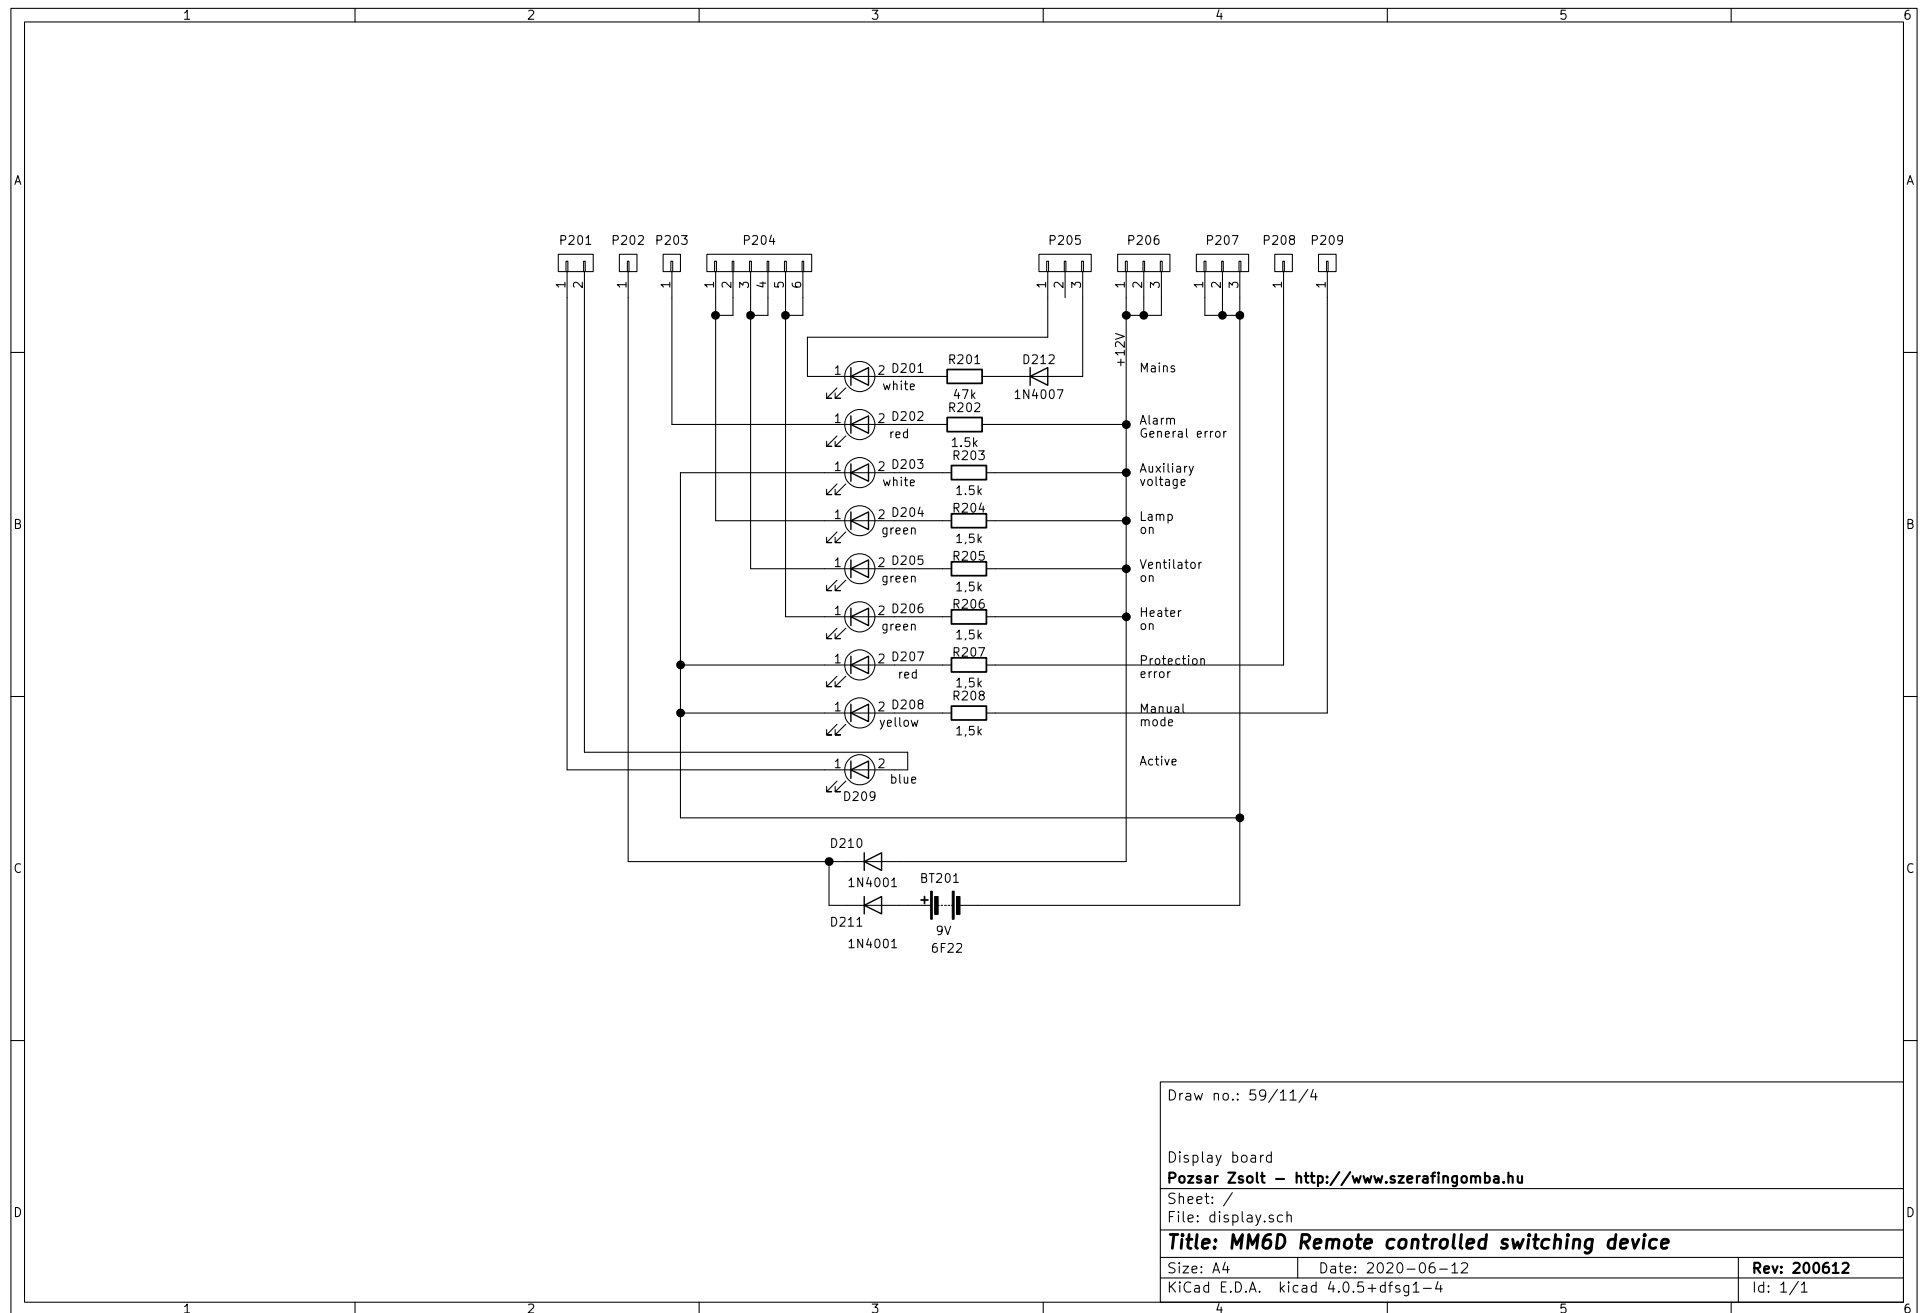 1 2 3 4 5 6
A A
P201 P202 P203 P204 P205 P206 P207 P208 P209
1 2 1 1 1 2 3 4 5 6 1 2 3 1 2 3 1 2 3 1 1
+12V
1 2 D201 white R201 47k D212 1N4007 Mains
1 2 D202 red R202 1.5k Alarm
General error
1 2 D203 white R203 1.5k Auxiliary
voltage
B B
1 2 D204 green R204 1,5k Lamp
on
1 2 D205 green R205 1,5k Ventilator
on
1 2 D206 green R206 1,5k Heater
on
1 2 D207 red R207 1,5k Protection
error
1 2 D208 yellow R208 1,5k Manual
mode
1 2 blue Active
D209
D210
1N4001
C C
BT201
+
D211
1N4001
9V
6F22
Draw no.: 59/11/4
Display board
Pozsar Zsolt – http://www.szerafingomba.hu
Sheet: /
File: display.sch
D D
Title: MM6D Remote controlled switching device
Size: A4 Date: 2020-06-12 Rev: 200612
KiCad E.D.A. kicad 4.0.5+dfsg1-4 Id: 1/1
1 2 3 4 5 6